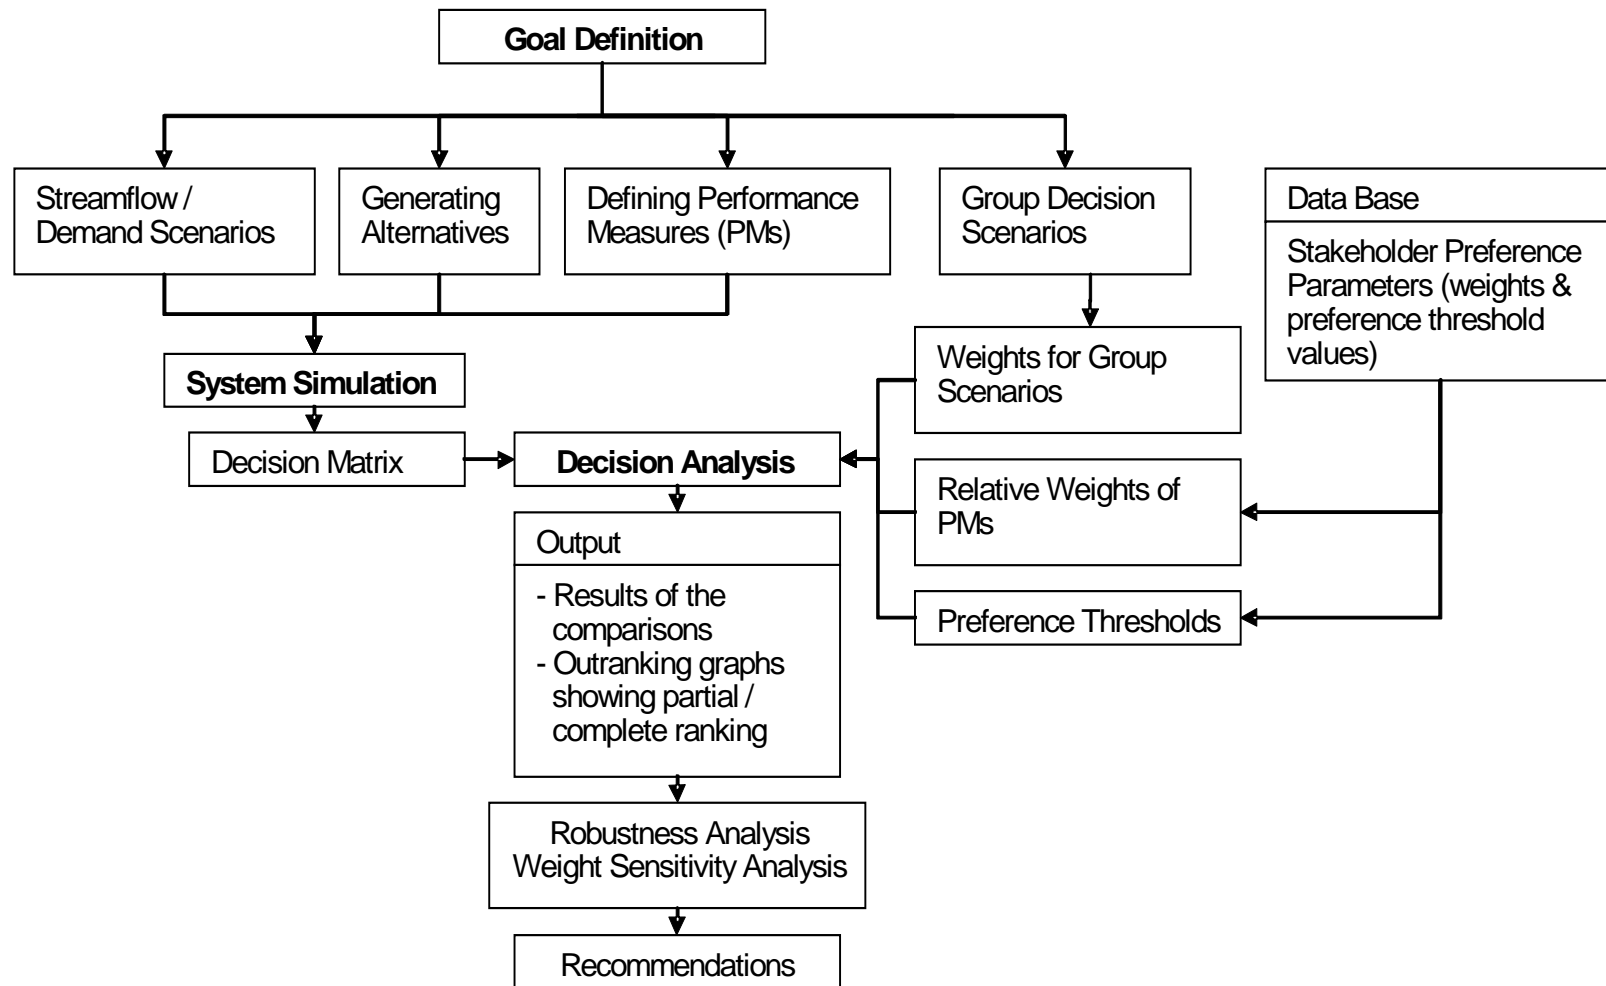 Goal Definition
Streamflow /
Demand Scenarios
Generating
Alternatives
Defining Performance
Measures (PMs)
Group Decision
Scenarios
Data Base
Stakeholder Preference
Parameters (weights &
preference threshold
values)
Weights for Group
Scenarios
System Simulation
Decision Matrix
Decision Analysis
Relative Weights of
PMs
Output
- Results of the
comparisons
- Outranking graphs
showing partial /
complete ranking
Preference Thresholds
Robustness Analysis
Weight Sensitivity Analysis
Recommendations